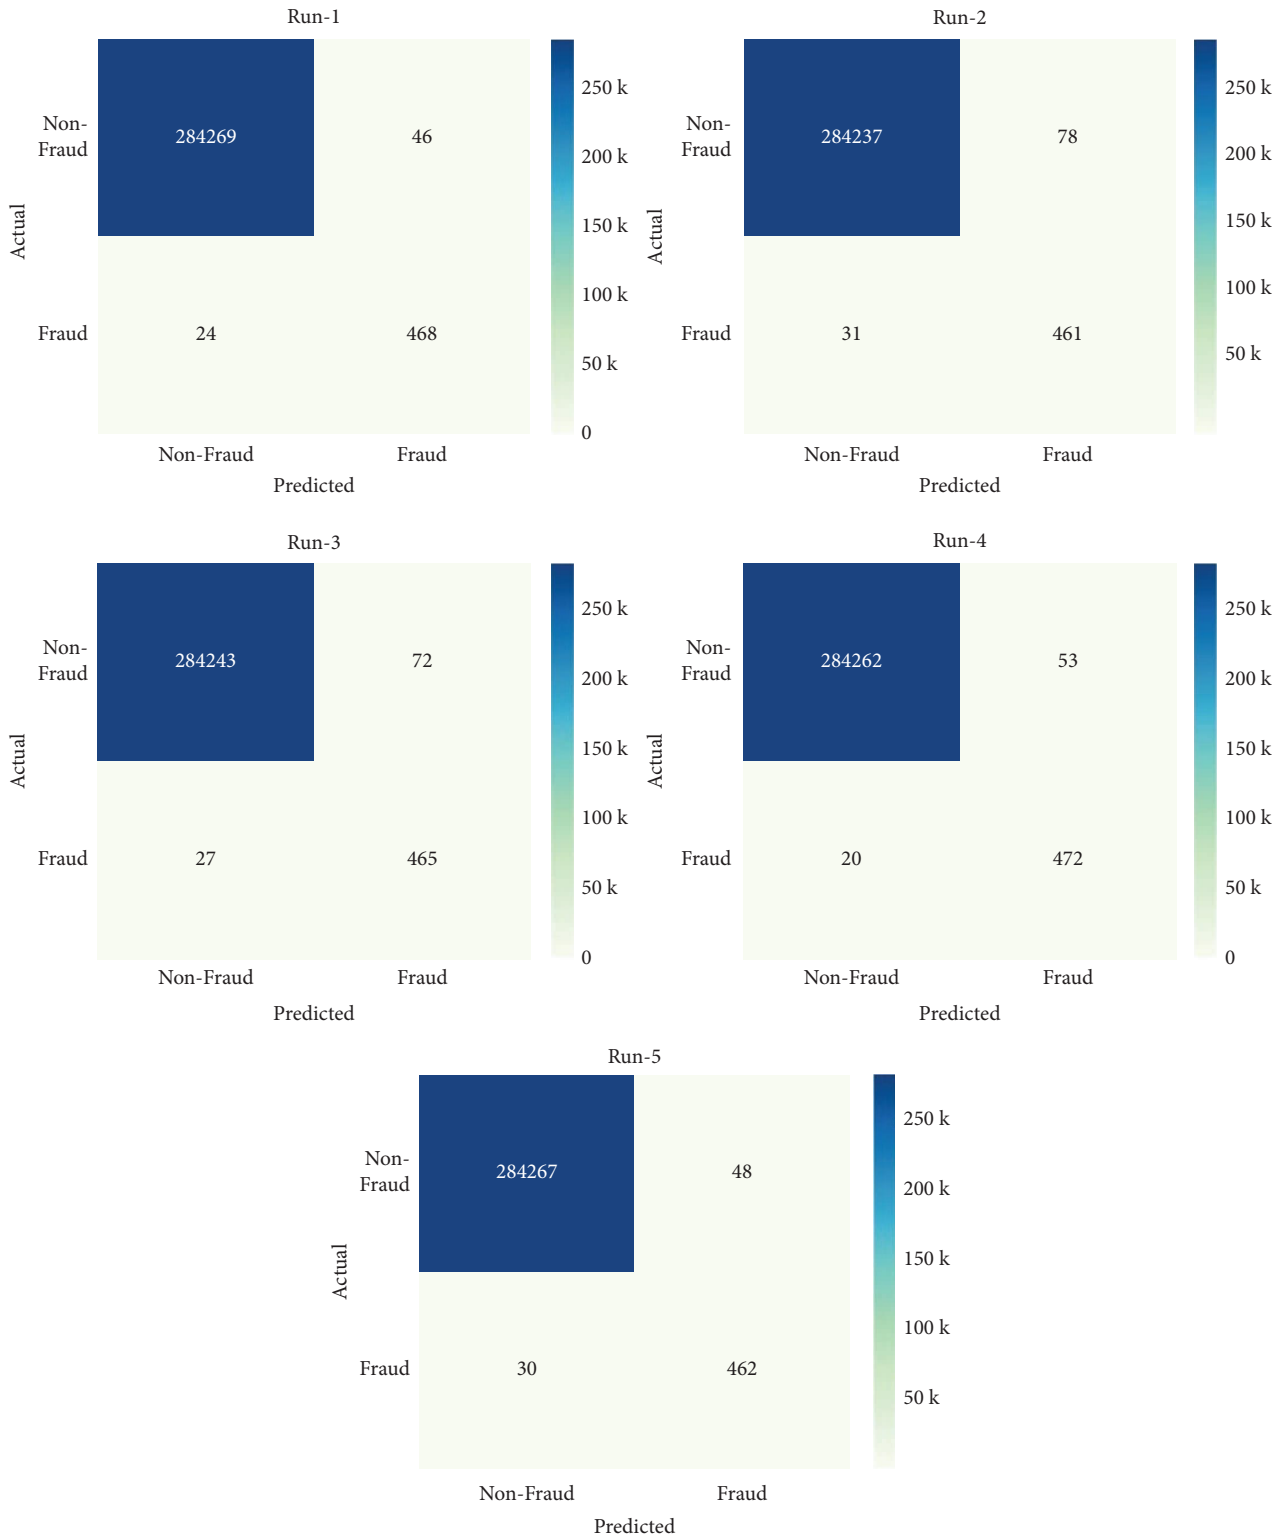 Run-1
Non-
Fraud
284269
46
Actual
Fraud
24
468
Non-Fraud
Fraud
Predicted
250 k
200 k
150 k
100 k
50 k
0
Run-2
Non-
Fraud
284237
78
Actual
Fraud
31
461
Non-Fraud
Fraud
Predicted
250 k
200 k
150 k
100 k
50 k
Run-3
Non-
Fraud
284243
72
Actual
Fraud
27
465
Non-Fraud
Fraud
Predicted
250 k
200 k
150 k
100 k
50 k
0
Run-4
Non-
Fraud
284262
53
Actual
Fraud
20
472
Non-Fraud
Fraud
Predicted
250 k
200 k
150 k
100 k
50 k
0
Run-5
Non-
Fraud
284267
48
Actual
Fraud
30
462
Non-Fraud
Fraud
Predicted
250 k
200 k
150 k
100 k
50 k